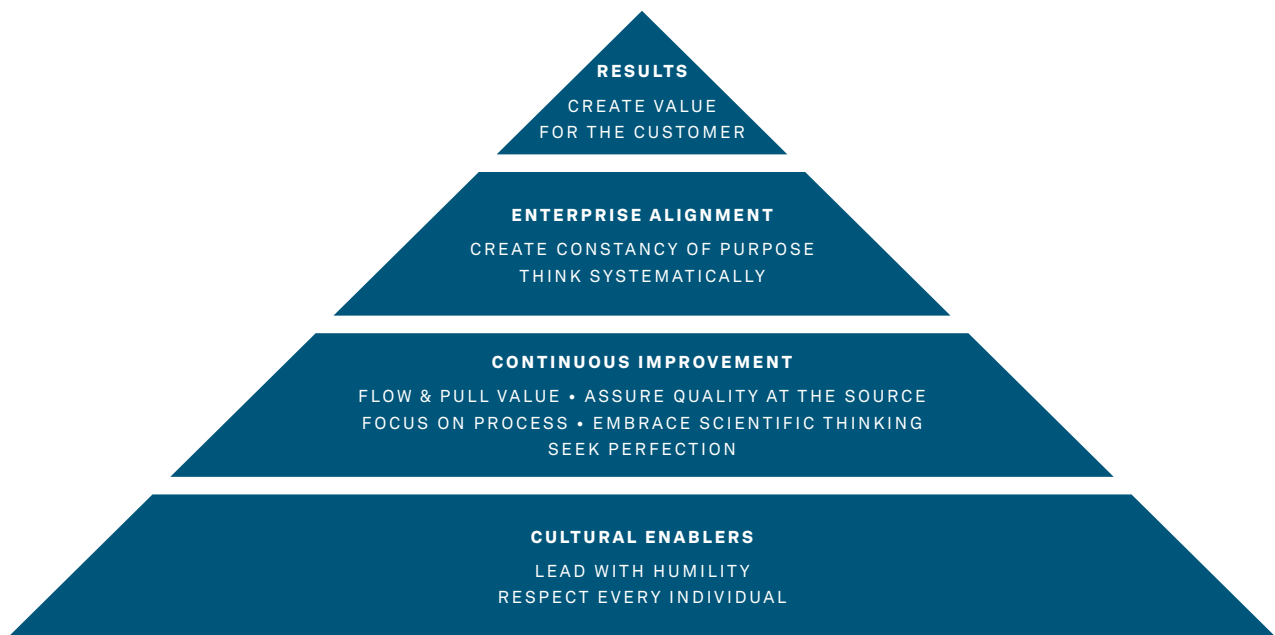 RESULTS
CREATE VALUE
FOR THE CUSTOMER
ENTERPRISE ALIGNMENT
CREATE CONSTANCY OF PURPOSE
THINK SYSTEMATICALLY
CONTINUOUS IMPROVEMENT
FLOW & PULL VALUE • ASSURE QUALITY AT THE SOURCE
FOCUS ON PROCESS • EMBRACE SCIENTIFIC THINKING
SEEK PERFECTION
CULTURAL ENABLERS
LEAD WITH HUMILITY
RESPECT EVERY INDIVIDUAL